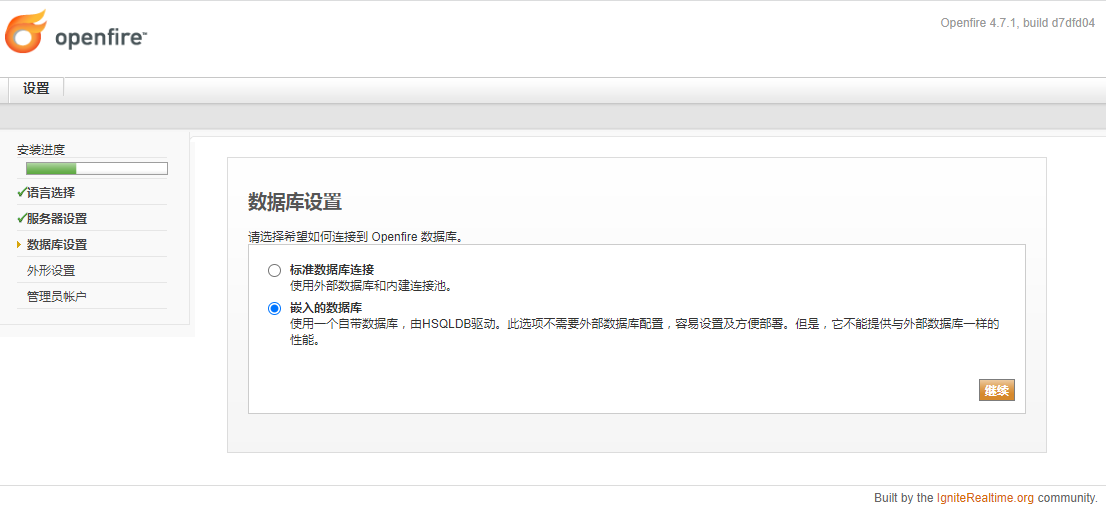 openfire™
Openfire 4.7.1, build d7dfd04
设置
安装进度
语言选择
服务器设置
数据库设置
外形设置
管理员帐户
数据库设置
请选择希望如何连接到 Openfire 数据库。
标准数据库连接
使用外部数据库和内建连接池。
嵌入的数据库
使用一个自带数据库，由HSQLDB驱动。此选项不需要外部数据库配置，容易设置及方便部署。但是，它不能提供与外部数据库一样的
性能。
继续
Built by the IgniteRealtime.org community.